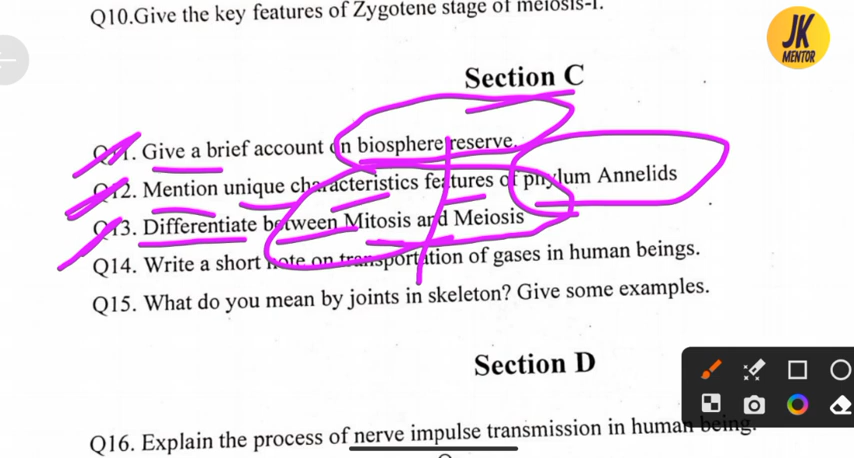 Q10.Give the key features of Zygotene stage of meiosis-I.
JK
MENTOR
Section C
Q11. Give a brief account on biosphere reserve.
Q12. Mention unique characteristics features of phylum Annelids
Q13. Differentiate between Mitosis and Meiosis
Q14. Write a short note on transportation of gases in human beings.
Q15. What do you mean by joints in skeleton? Give some examples.
Section D
Q16. Explain the process of nerve impulse transmission in human being.